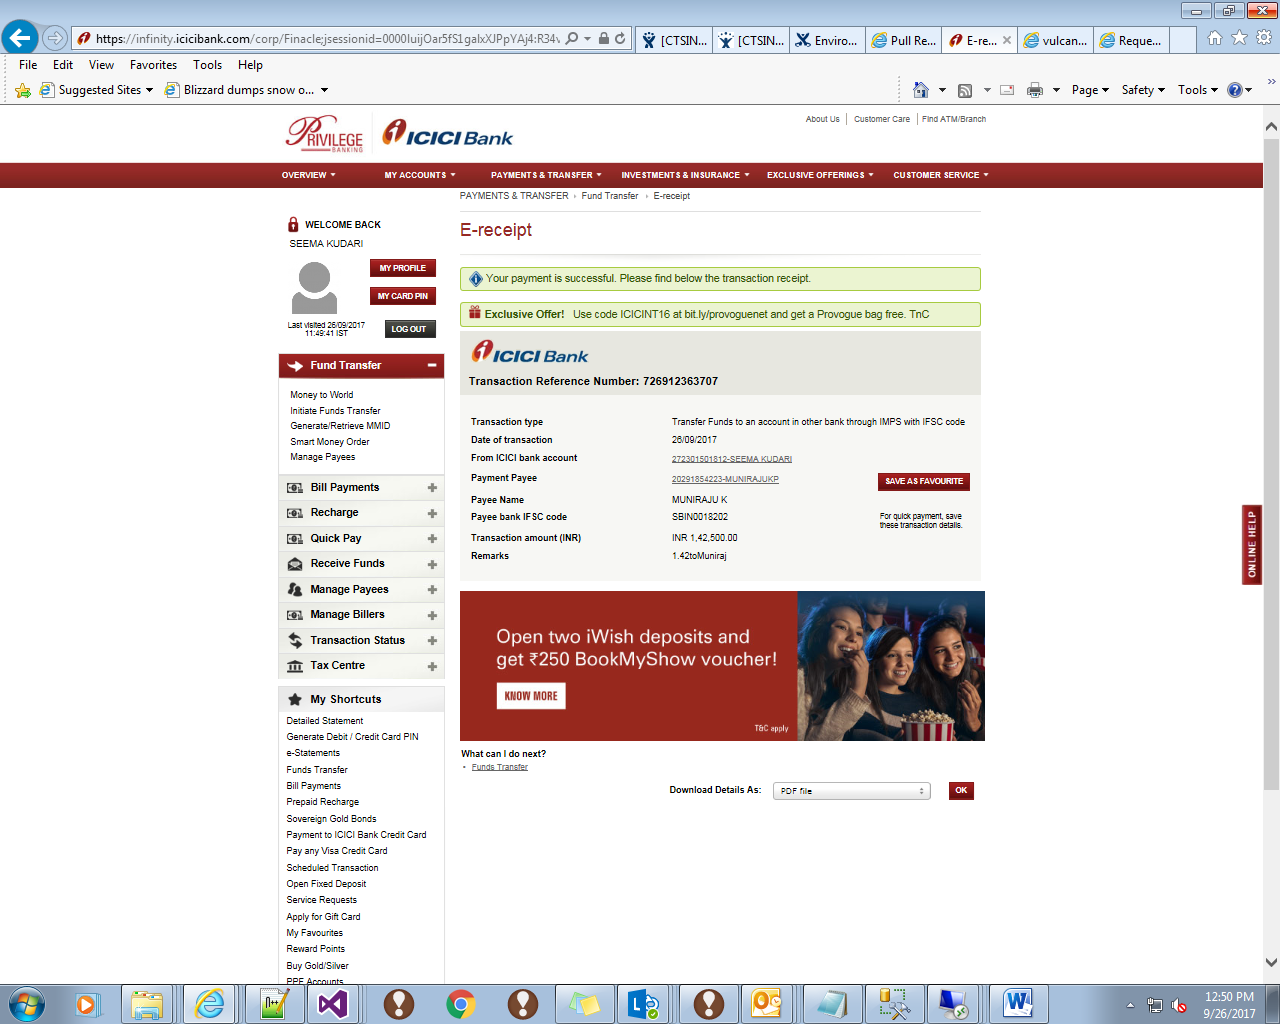 https://infinity.icicibank.com/corp/Finacle;jsessionid=
[CTSIN...
[CTSIN...
Enviro...
Pull Re...
E-re...
vulcan...
Reque...
File Edit View Favorites Tools Help
Suggested Sites
Blizzard dumps snow o...
Page Safety Tools
PRIVILEGE
BANKING
ICICI Bank
About Us Customer Care Find ATM/Branch
OVERVIEW MY ACCOUNTS PAYMENTS & TRANSFER INVESTMENTS & INSURANCE EXCLUSIVE OFFERINGS CUSTOMER SERVICE
PAYMENTS & TRANSFER › Fund Transfer › E-receipt
WELCOME BACK
SEEMA KUDARI
MY PROFILE
MY CARD PIN
Last visited 26/09/2017
11:49:41 IST
LOG OUT
Fund Transfer
Money to World
Initiate Funds Transfer
Generate/Retrieve MMID
Smart Money Order
Manage Payees
Bill Payments
Recharge
Quick Pay
Receive Funds
Manage Payees
Manage Billers
Transaction Status
Tax Centre
My Shortcuts
Detailed Statement
Generate Debit / Credit Card PIN
e-Statements
Funds Transfer
Bill Payments
Prepaid Recharge
Sovereign Gold Bonds
Payment to ICICI Bank Credit Card
Pay any Visa Credit Card
Scheduled Transaction
Open Fixed Deposit
Service Requests
Apply for Gift Card
My Favourites
Reward Points
Buy Gold/Silver
PPF Accounts
E-receipt
Your payment is successful. Please find below the transaction receipt.
Exclusive Offer! Use code ICICINT16 at bit.ly/provoguenet and get a Provogue bag free. TnC
ICICI Bank
Transaction Reference Number: 726912363707
Transaction type Transfer Funds to an account in other bank through IMPS with IFSC code
Date of transaction 26/09/2017
From ICICI bank account 272301501812-SEEMA KUDARI
Payment Payee 20291854223-MUNIRAJUKP
SAVE AS FAVOURITE
Payee Name MUNIRAJU K
Payee bank IFSC code SBIN0018202
For quick payment, save
these transaction details.
Transaction amount (INR) INR 1,42,500.00
Remarks 1.42toMuniraj
ONLINE HELP
Open two iWish deposits and
get ₹250 BookMyShow voucher!
KNOW MORE
T&C apply
What can I do next?
Funds Transfer
Download Details As: PDF file OK
12:50 PM
9/26/2017